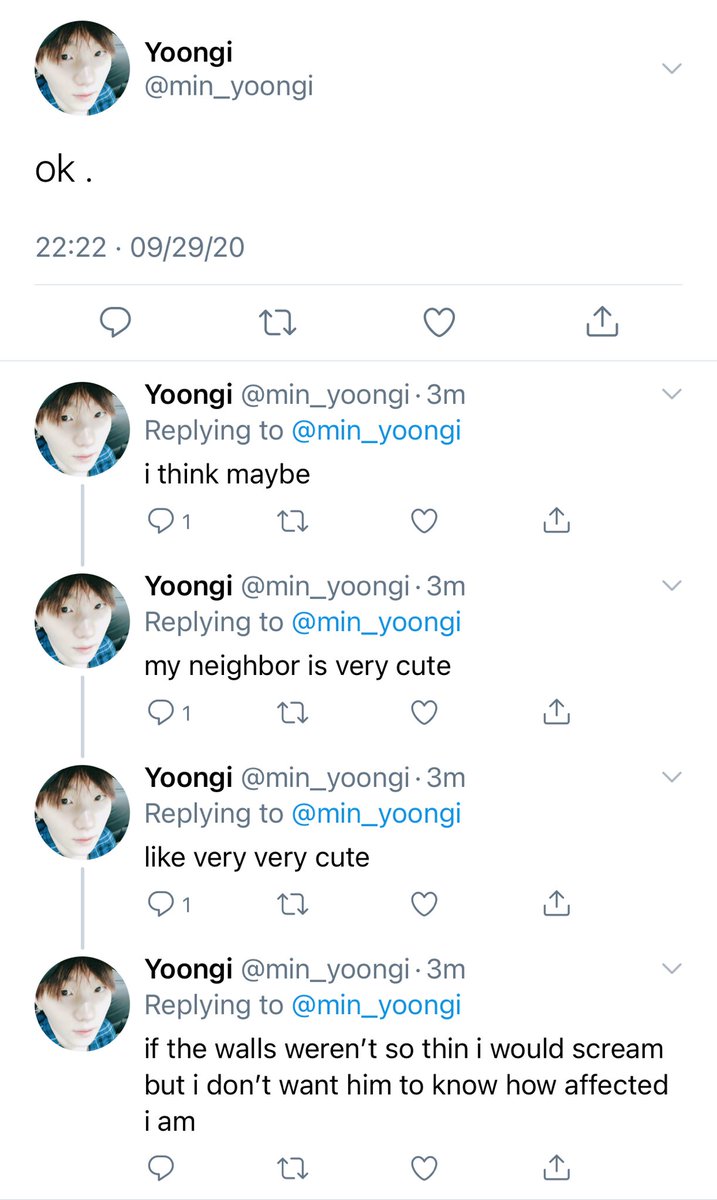 Yoongi
@min_yoongi
ok .
22:22 · 09/29/20
Yoongi @min_yoongi · 3m
Replying to @min_yoongi
i think maybe
1
Yoongi @min_yoongi · 3m
Replying to @min_yoongi
my neighbor is very cute
1
Yoongi @min_yoongi · 3m
Replying to @min_yoongi
like very very cute
1
Yoongi @min_yoongi · 3m
Replying to @min_yoongi
if the walls weren’t so thin i would scream
but i don’t want him to know how affected
i am